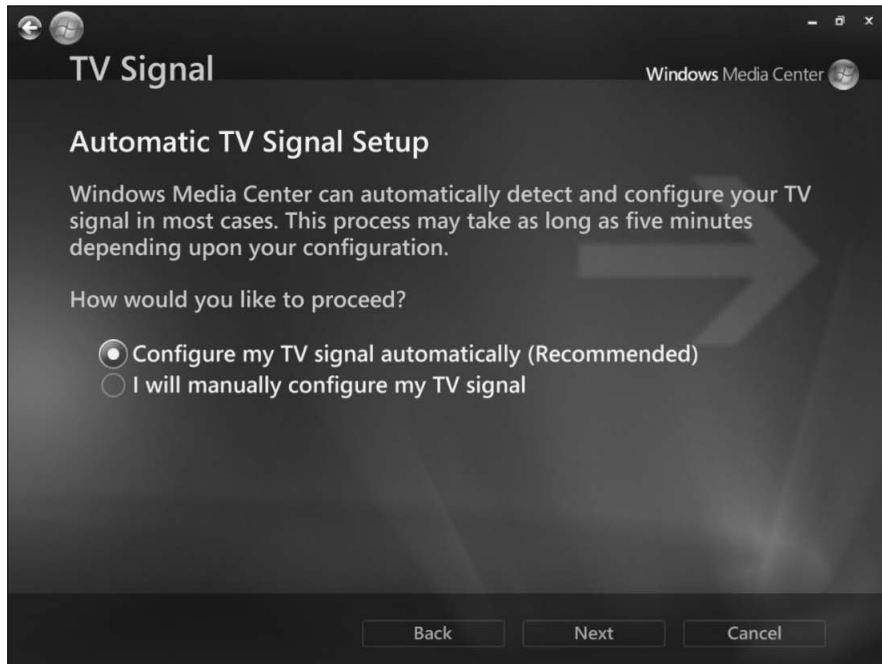 TV Signal
Windows Media Center
Automatic TV Signal Setup
Windows Media Center can automatically detect and configure your TV
signal in most cases. This process may take as long as five minutes
depending upon your configuration.
How would you like to proceed?
Configure my TV signal automatically (Recommended)
I will manually configure my TV signal
Back
Next
Cancel